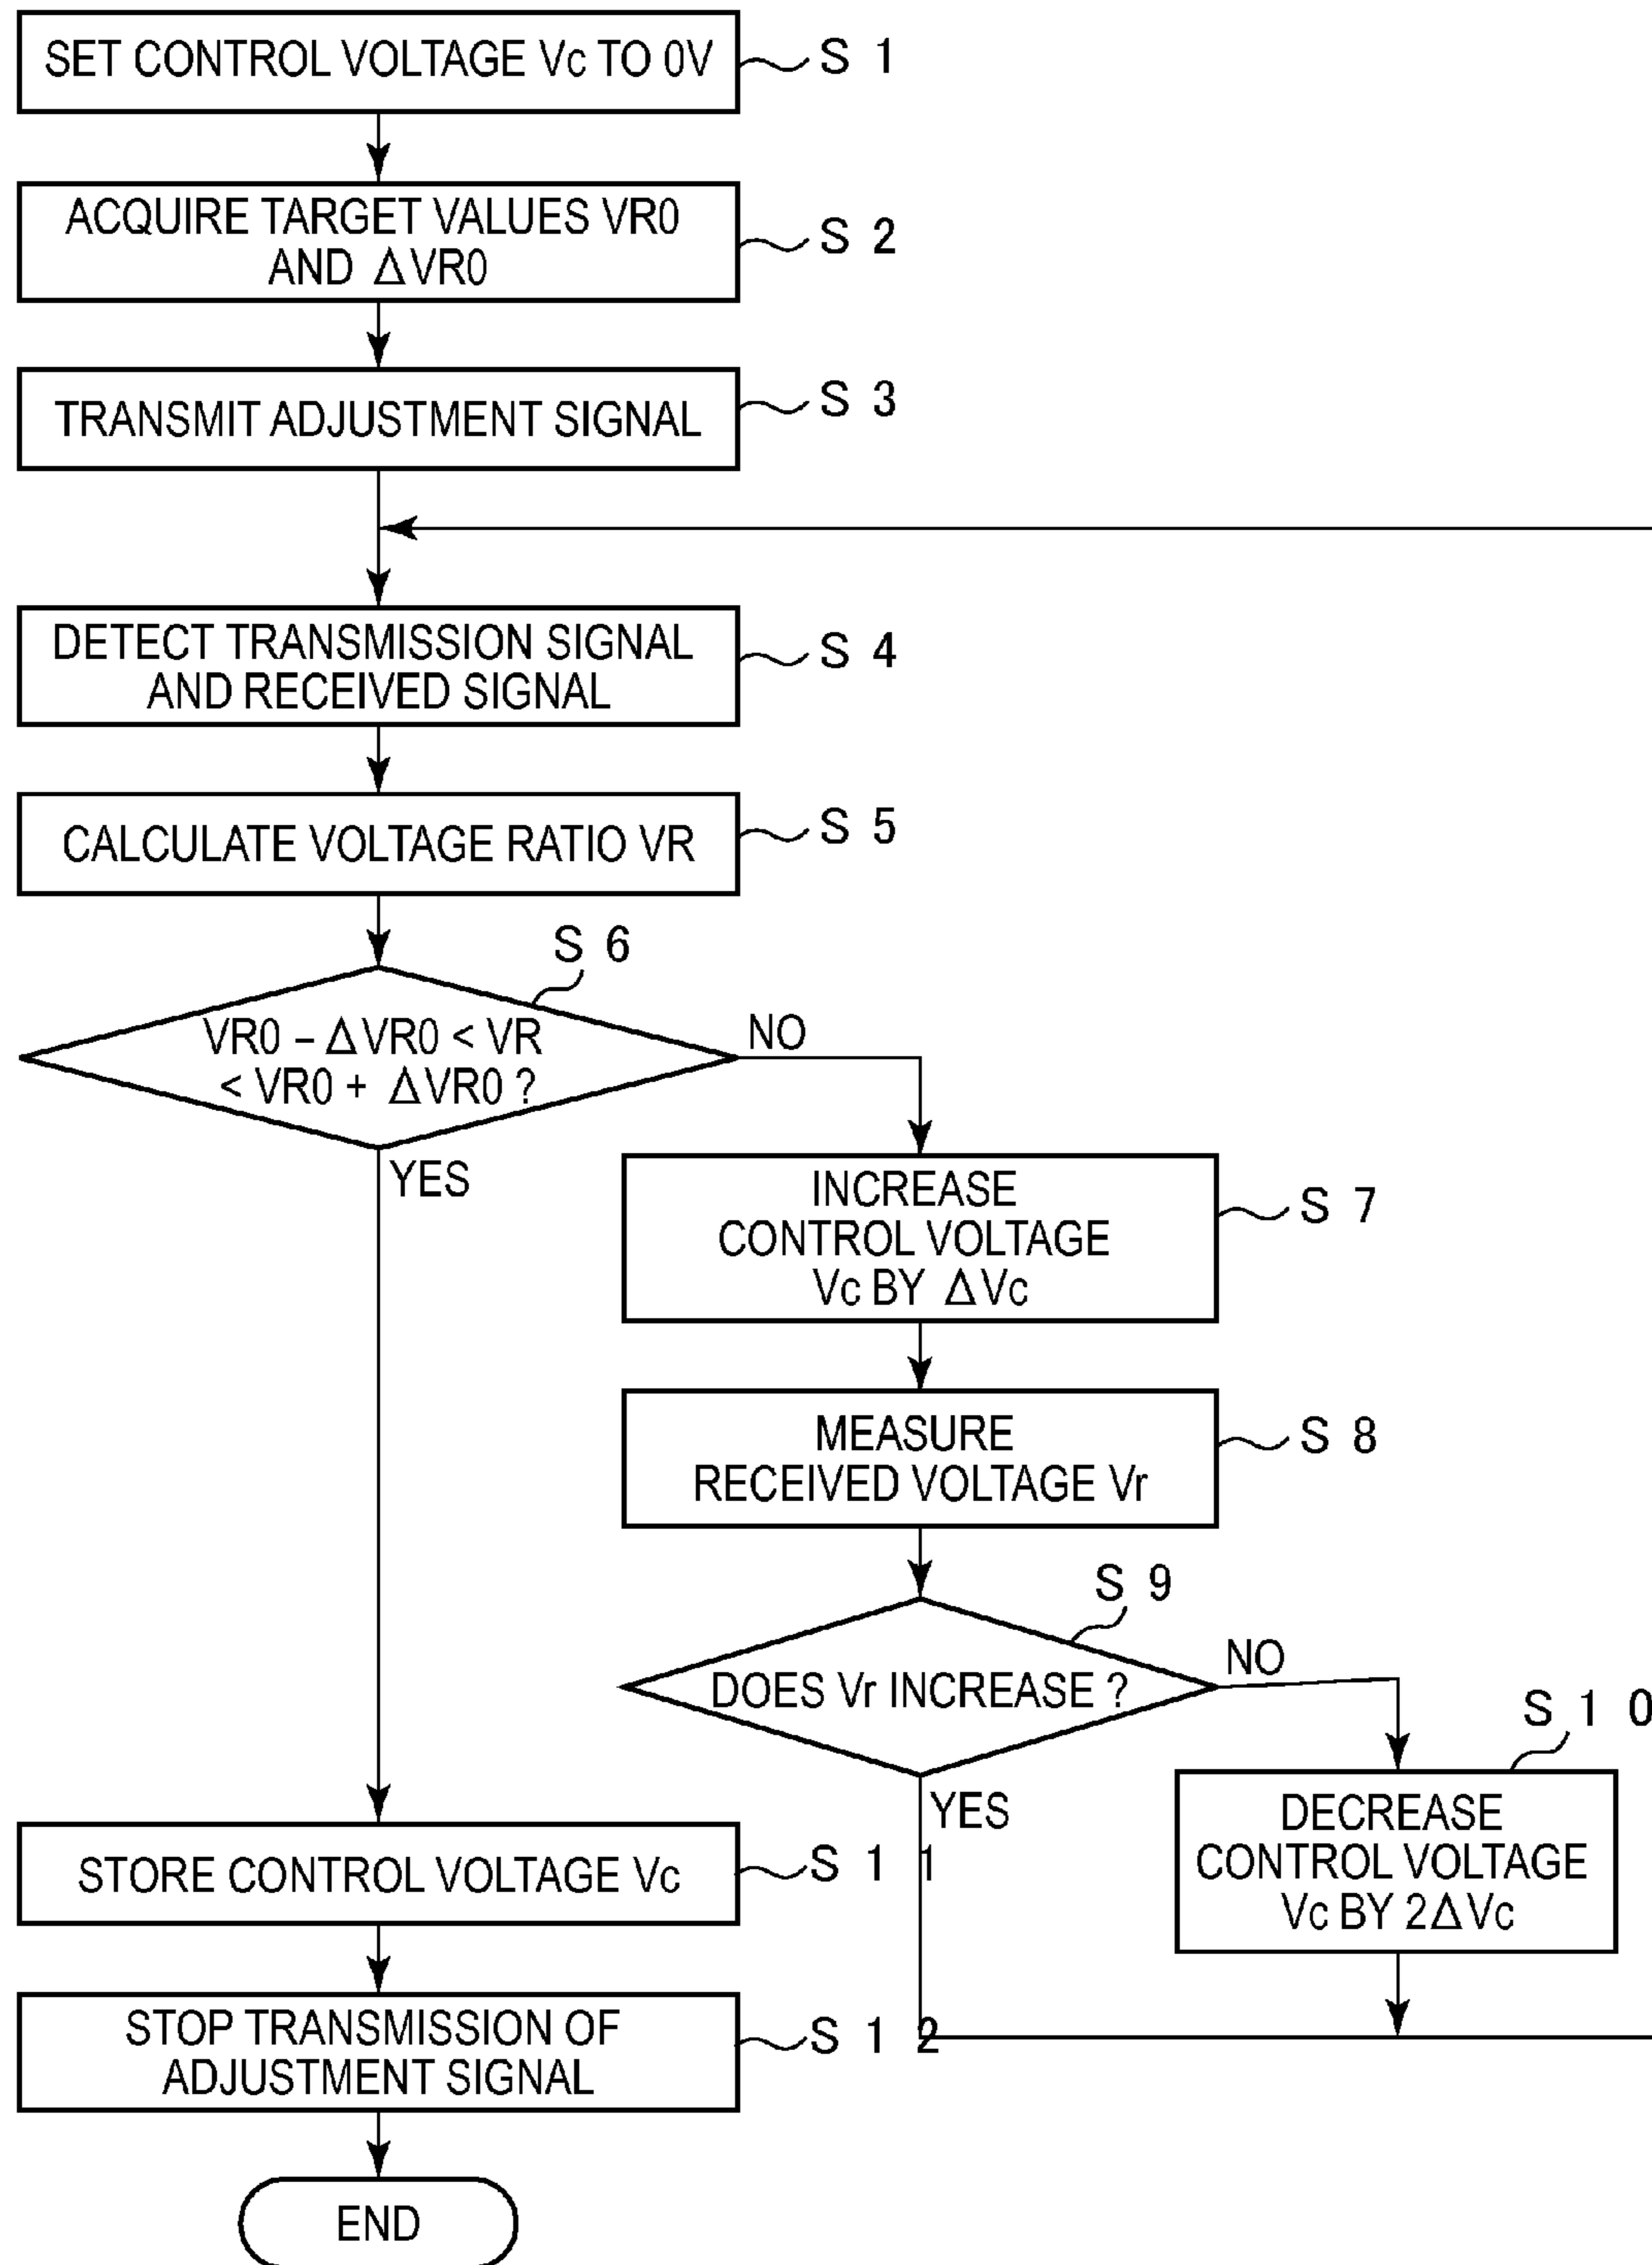 SET CONTROL VOLTAGE Vc TO 0V
S 1
ACQUIRE TARGET VALUES VR0
AND ΔVR0
S 2
TRANSMIT ADJUSTMENT SIGNAL
S 3
DETECT TRANSMISSION SIGNAL
AND RECEIVED SIGNAL
S 4
CALCULATE VOLTAGE RATIO VR
S 5
S 6
VR0 – ΔVR0 < VR
< VR0 + ΔVR0 ?
NO
YES
INCREASE
CONTROL VOLTAGE
Vc BY ΔVc
S 7
MEASURE
RECEIVED VOLTAGE Vr
S 8
S 9
DOES Vr INCREASE ?
NO
YES
S 1 0
DECREASE
CONTROL VOLTAGE
Vc BY 2ΔVc
STORE CONTROL VOLTAGE Vc
S 1 1
STOP TRANSMISSION OF
ADJUSTMENT SIGNAL
S 1 2
END